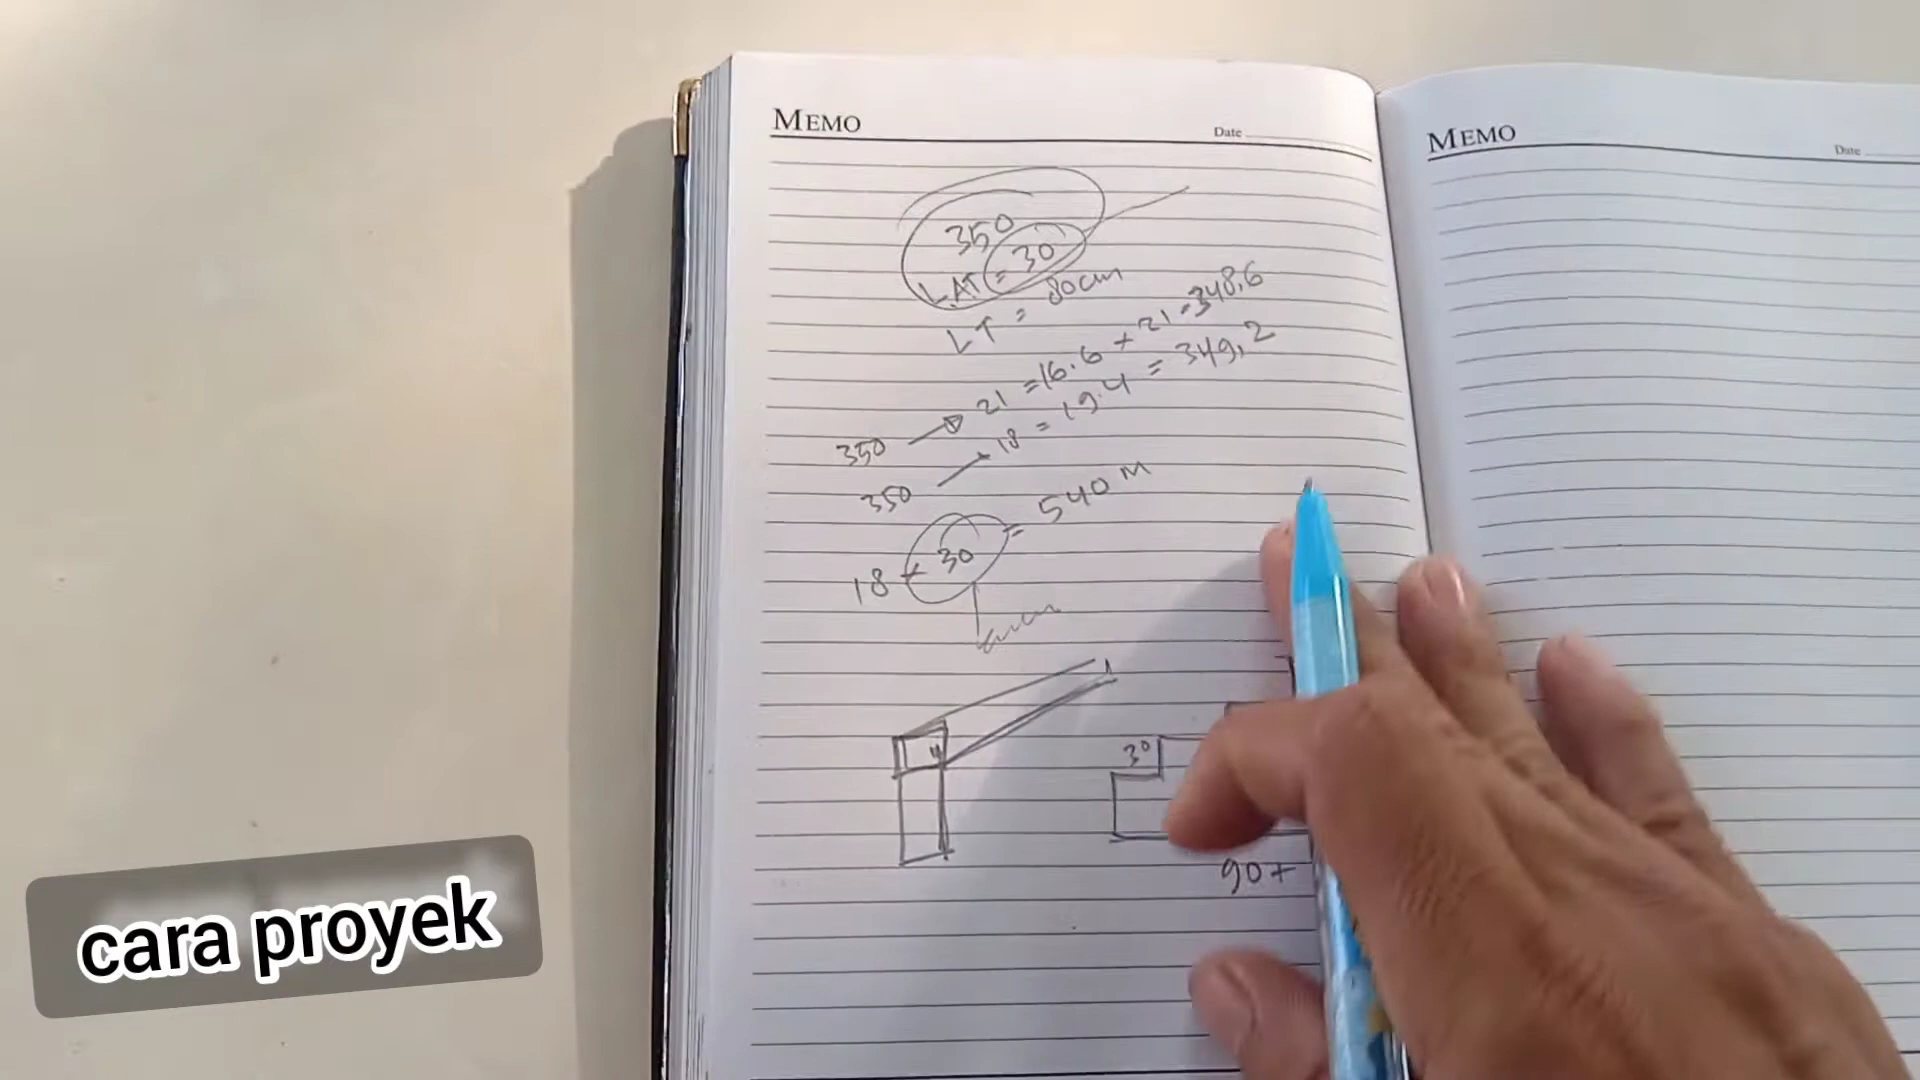 MEMO
Date
350
LAT = 30
LT = 80cm
350 → 21 = 16.6 + 21 = 348,6
350 → 18 = 19.4 = 349,2
18 × 30 = 540 M
4
30
90+
MEMO
Date
cara proyek